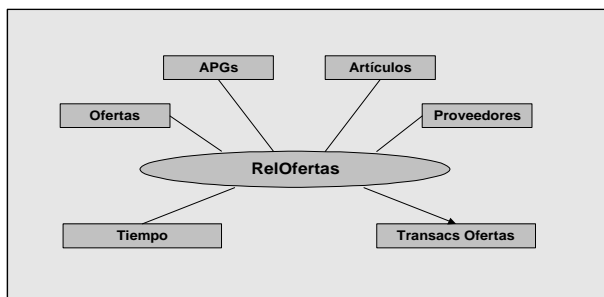 APGs
Artículos
Ofertas
Proveedores
RelOfertas
Tiempo
Transacs Ofertas